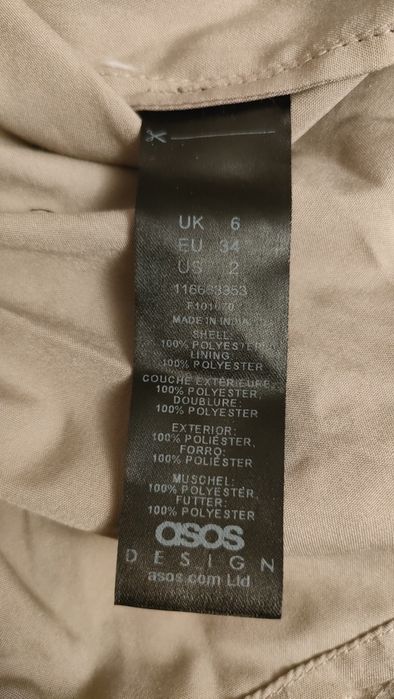 UK 6
EU 34
US 2
116683353
MADE IN INDIA
SHELL:
100% POLYESTER
LINING:
100% POLYESTER
COUCHE EXTÉRIEURE:
100% POLYESTER,
DOUBLURE:
100% POLYESTER
EXTERIOR:
100% POLIÉSTER,
FORRO:
100% POLIÉSTER
MUSCHEL:
100% POLYESTER,
FUTTER:
100% POLYESTER
asos
DESIGN
asos.com Ltd